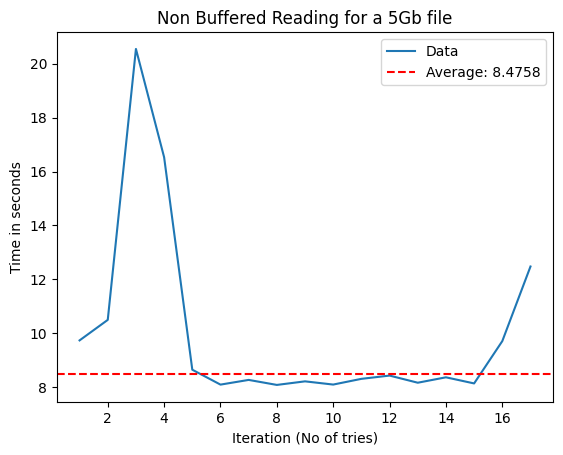 Non Buffered Reading for a 5Gb file
Data
Average: 8.4758
Time in seconds
20
18
16
14
12
10
8
2 4 6 8 10 12 14 16
Iteration (No of tries)